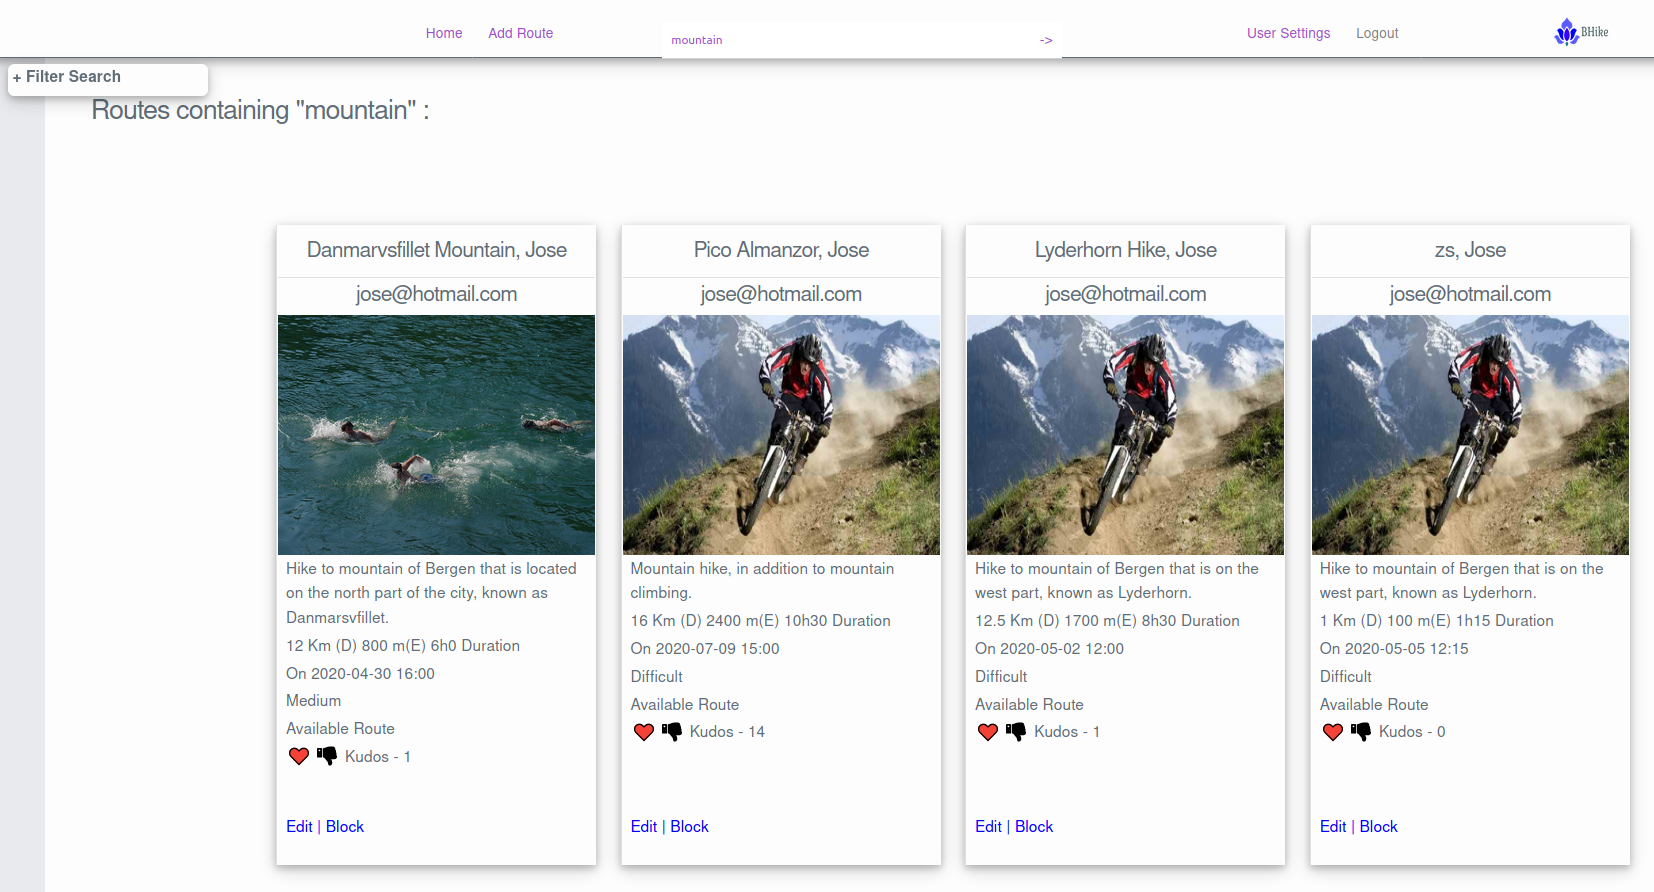 Home Add Route mountain -> User Settings Logout BHike
+ Filter Search
Routes containing "mountain" :
Danmarvsfillet Mountain, Jose
jose@hotmail.com
Hike to mountain of Bergen that is located
on the north part of the city, known as
Danmarsvfillet.
12 Km (D) 800 m(E) 6h0 Duration
On 2020-04-30 16:00
Medium
Available Route
Kudos - 1
Edit | Block
Pico Almanzor, Jose
jose@hotmail.com
Mountain hike, in addition to mountain
climbing.
16 Km (D) 2400 m(E) 10h30 Duration
On 2020-07-09 15:00
Difficult
Available Route
Kudos - 14
Edit | Block
Lyderhorn Hike, Jose
jose@hotmail.com
Hike to mountain of Bergen that is on the
west part, known as Lyderhorn.
12.5 Km (D) 1700 m(E) 8h30 Duration
On 2020-05-02 12:00
Difficult
Available Route
Kudos - 1
Edit | Block
zs, Jose
jose@hotmail.com
Hike to mountain of Bergen that is on the
west part, known as Lyderhorn.
1 Km (D) 100 m(E) 1h15 Duration
On 2020-05-05 12:15
Difficult
Available Route
Kudos - 0
Edit | Block